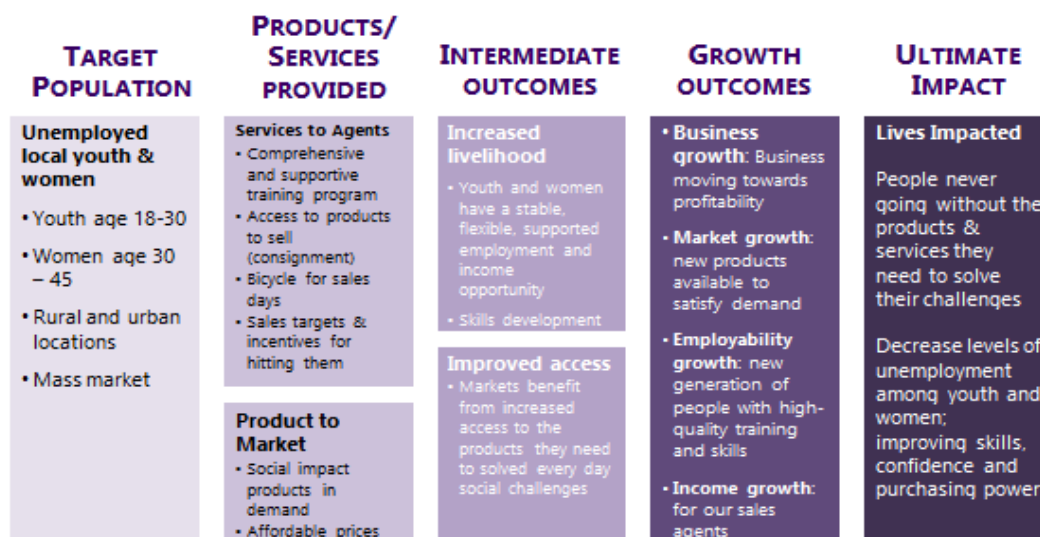 TARGET
POPULATION
Unemployed
local youth &
women
• Youth age 18-30
• Women age 30
– 45
• Rural and urban
locations
• Mass market
PRODUCTS/
SERVICES
PROVIDED
Services to Agents
• Comprehensive
and supportive
training program
• Access to products
to sell
(consignment)
• Bicycle for sales
days
• Sales targets &
incentives for
hitting them
Product to
Market
• Social impact
products in
demand
• Affordable prices
INTERMEDIATE
OUTCOMES
Increased
livelihood
• Youth and women
have a stable,
flexible, supported
employment and
income
opportunity
• Skills development
Improved access
• Markets benefit
from increased
access to the
products they need
to solved every day
social challenges
GROWTH
OUTCOMES
• Business
growth: Business
moving towards
profitability
• Market growth:
new products
available to
satisfy demand
• Employability
growth: new
generation of
people with high-
quality training
and skills
• Income growth:
for our sales
agents
ULTIMATE
IMPACT
Lives Impacted
People never
going without the
products &
services they
need to solve
their challenges
Decrease levels of
unemployment
among youth and
women;
improving skills,
confidence and
purchasing power